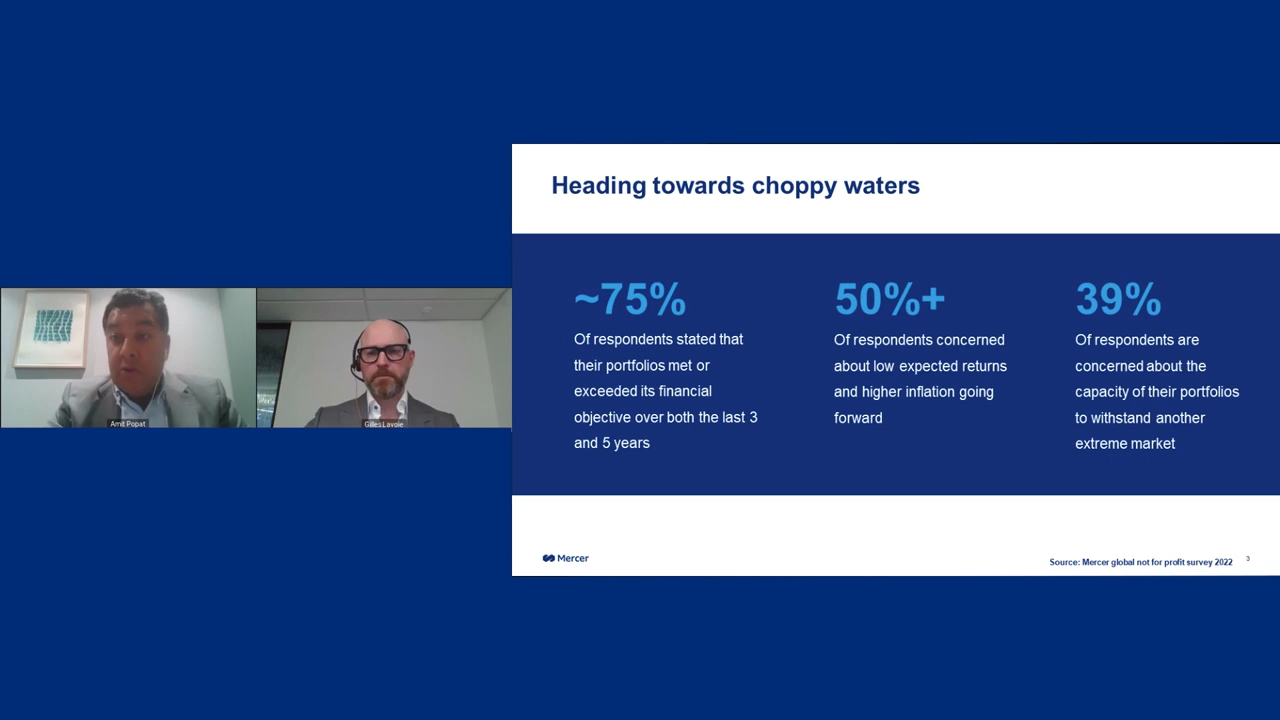 Heading towards choppy waters
~75%
Of respondents stated that
their portfolios met or
exceeded its financial
objective over both the last 3
and 5 years
50%+
Of respondents concerned
about low expected returns
and higher inflation going
forward
39%
Of respondents are
concerned about the
capacity of their portfolios
to withstand another
extreme market
Amit Popat
Gilles Lavoie
Mercer
Source: Mercer global not for profit survey 2022
3